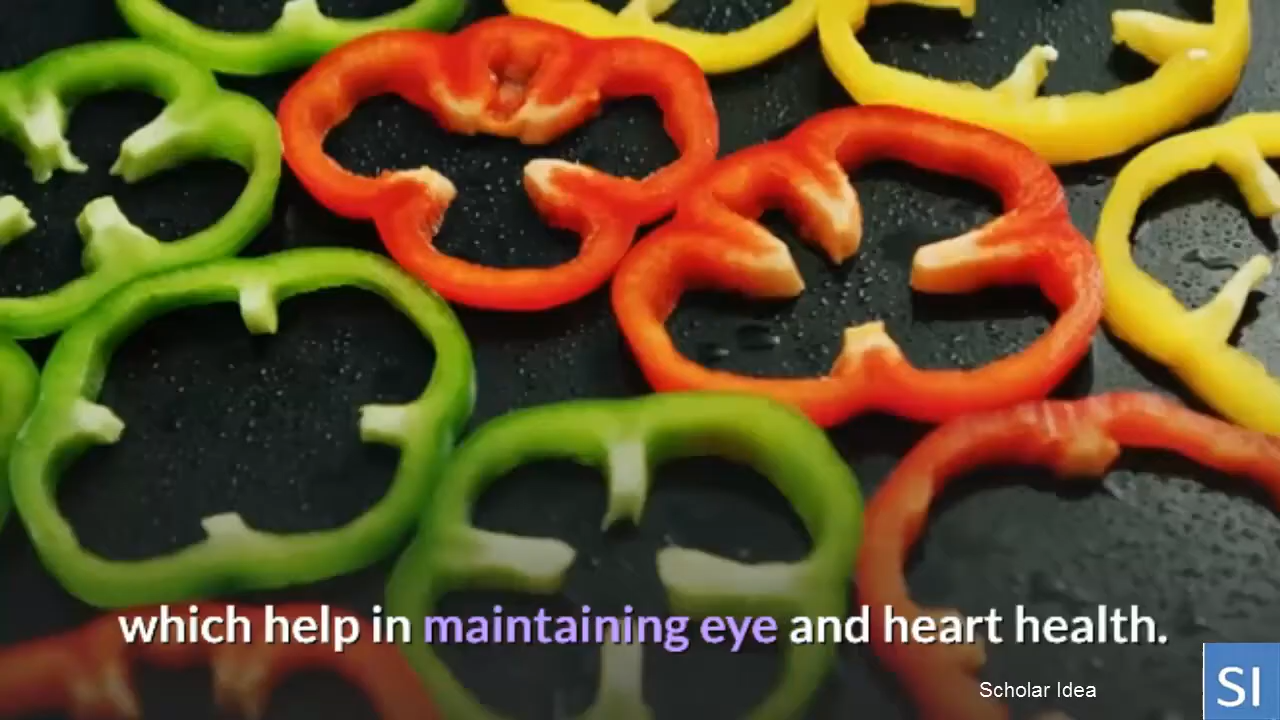 which help in maintaining eye and heart health.
Scholar Idea
SI